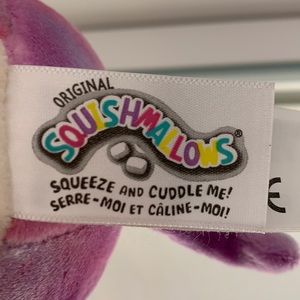 ORIGINAL
SQUISHMALLOWS®
SQUEEZE AND CUDDLE ME!
SERRE-MOI ET CÂLINE-MOI!